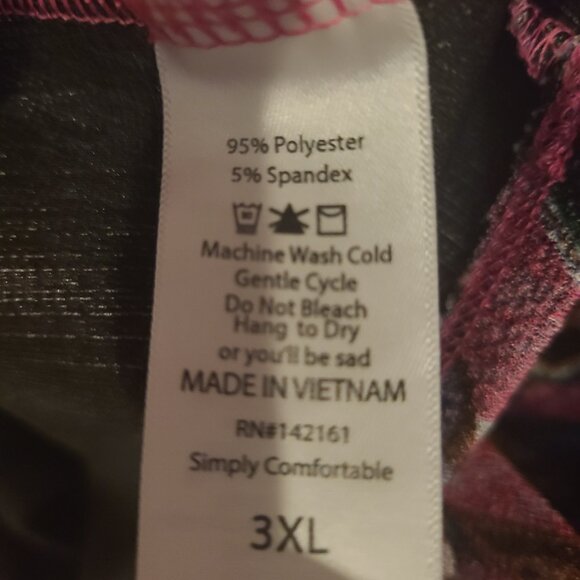 95% Polyester
5% Spandex
Machine Wash Cold
Gentle Cycle
Do Not Bleach
Hang to Dry
or you'll be sad
MADE IN VIETNAM
RN#142161
Simply Comfortable
3XL